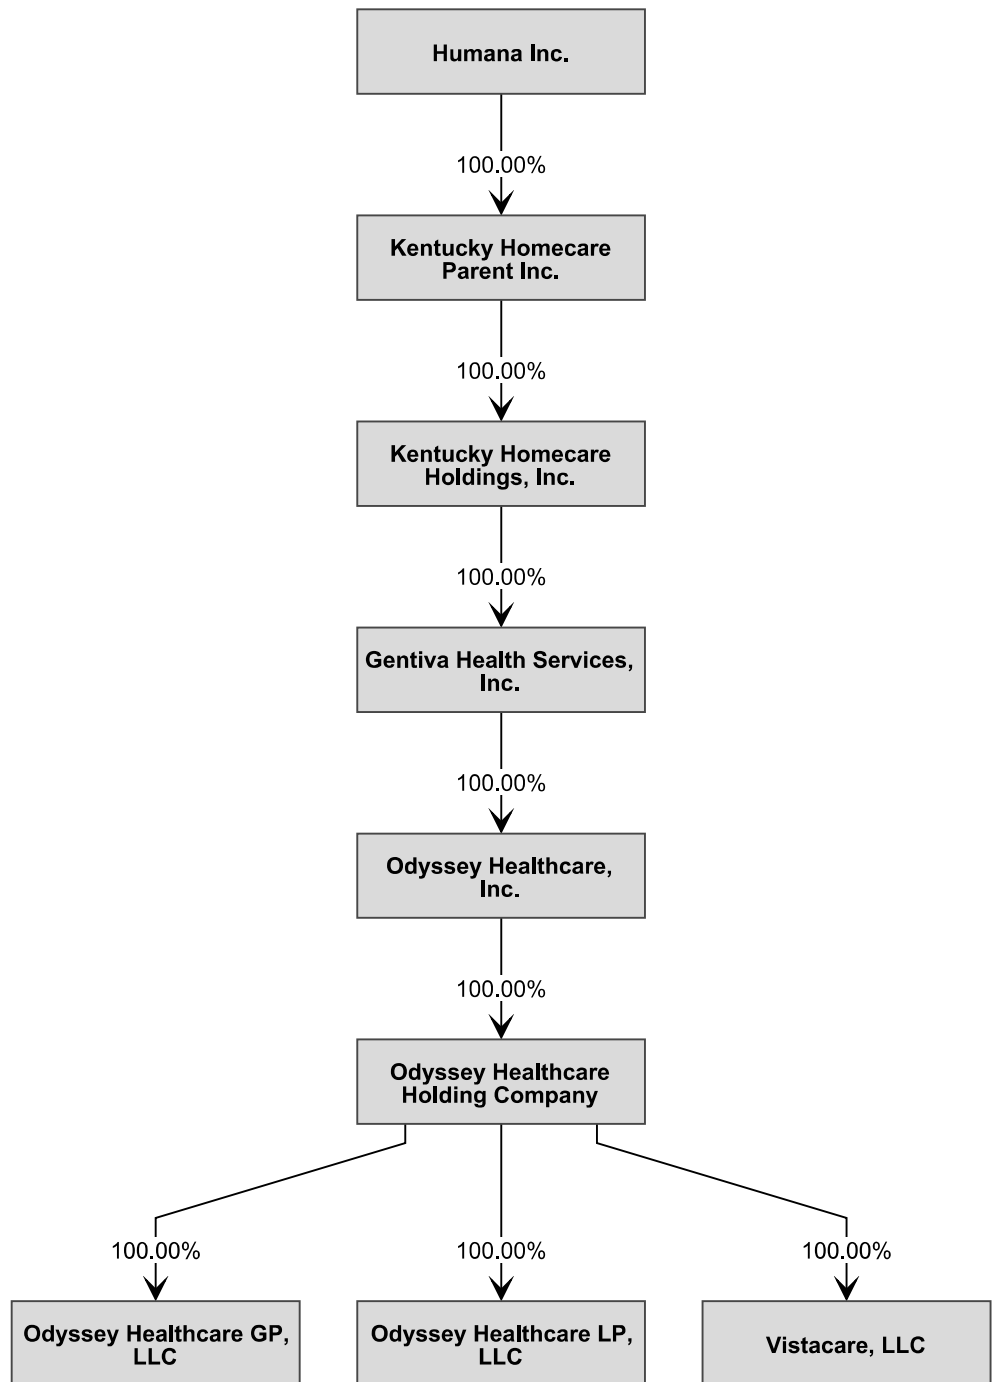 Humana Inc.
100.00%
Kentucky Homecare
Parent Inc.
100.00%
Kentucky Homecare
Holdings, Inc.
100.00%
Gentiva Health Services,
Inc.
100.00%
Odyssey Healthcare,
Inc.
100.00%
Odyssey Healthcare
Holding Company
100.00%
100.00%
100.00%
Odyssey Healthcare GP,
LLC
Odyssey Healthcare LP,
LLC
Vistacare, LLC